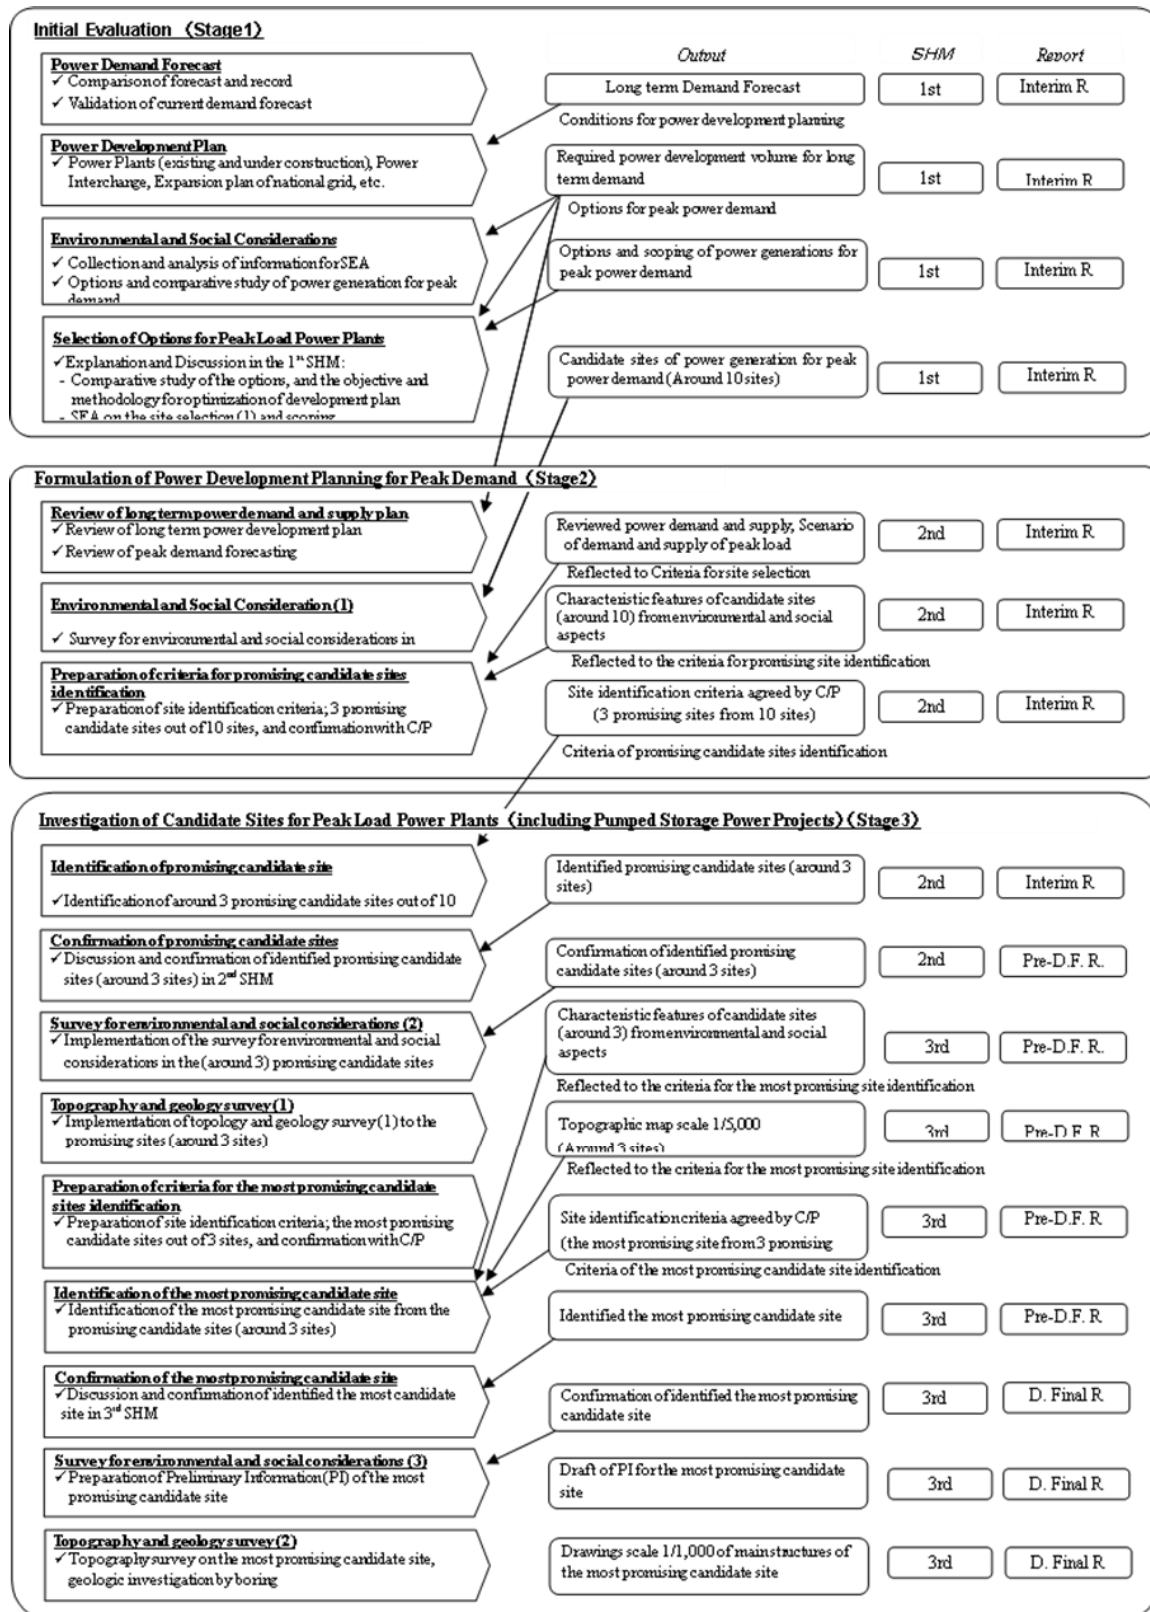 Initial Evaluation (Stage1)
Output
SHM
Report
Power Demand Forecast
✓ Comparison of forecast and record
✓ Validation of current demand forecast
Long term Demand Forecast
1st
Interim R
Conditions for power development planning
Power Development Plan
✓ Power Plants (existing and under construction), Power
Interchange, Expansion plan of national grid, etc.
Required power development volume for long
term demand
1st
Interim R
Options for peak power demand
Environmental and Social Considerations
✓ Collection and analysis of information for SEA
✓ Options and comparative study of power generation for peak
demand
Options and scoping of power generations for
peak power demand
1st
Interim R
Selection of Options for Peak Load Power Plants
✓Explanation and Discussion in the 1st SHM:
- Comparative study of the options, and the objective and
methodology for optimization of development plan
- SEA on the site selection (1) and scoping
Candidate sites of power generation for peak
power demand (Around 10 sites)
1st
Interim R
Formulation of Power Development Planning for Peak Demand (Stage2)
Review of long term power demand and supply plan
✓ Review of long term power development plan
✓ Review of peak demand forecasting
Reviewed power demand and supply, Scenario
of demand and supply of peak load
2nd
Interim R
Reflected to Criteria for site selection
Environmental and Social Consideration (1)
✓ Survey for environmental and social considerations in
Characteristic features of candidate sites
(around 10) from environmental and social
aspects
2nd
Interim R
Reflected to the criteria for promising site identification
Preparation of criteria for promising candidate sites
identification
✓ Preparation of site identification criteria; 3 promising
candidate sites out of 10 sites, and confirmation with C/P
Site identification criteria agreed by C/P
(3 promising sites from 10 sites)
2nd
Interim R
Criteria of promising candidate sites identification
Investigation of Candidate Sites for Peak Load Power Plants (including Pumped Storage Power Projects) (Stage3)
Identification of promising candidate site
✓Identification of around 3 promising candidate sites out of 10
Identified promising candidate sites (around 3
sites)
2nd
Interim R
Confirmation of promising candidate sites
✓ Discussion and confirmation of identified promising candidate
sites (around 3 sites) in 2nd SHM
Confirmation of identified promising
candidate sites (around 3 sites)
2nd
Pre-D.F. R.
Survey for environmental and social considerations (2)
✓ Implementation of the survey for environmental and social
considerations in the (around 3) promising candidate sites
Characteristic features of candidate sites
(around 3) from environmental and social
aspects
3rd
Pre-D.F. R.
Reflected to the criteria for the most promising site identification
Topography and geology survey (1)
✓ Implementation of topology and geology survey (1) to the
promising sites (around 3 sites)
Topographic map scale 1/5,000
(Around 3 sites)
3rd
Pre-D.F. R
Reflected to the criteria for the most promising site identification
Preparation of criteria for the most promising candidate
sites identification
✓ Preparation of site identification criteria; the most promising
candidate sites out of 3 sites, and confirmation with C/P
Site identification criteria agreed by C/P
(the most promising site from 3 promising
3rd
Pre-D.F. R
Criteria of the most promising candidate site identification
Identification of the most promising candidate site
✓ Identification of the most promising candidate site from the
promising candidate sites (around 3 sites)
Identified the most promising candidate site
3rd
Pre-D.F. R
Confirmation of the most promising candidate site
✓ Discussion and confirmation of identified the most candidate
site in 3rd SHM
Confirmation of identified the most promising
candidate site
3rd
D. Final R
Survey for environmental and social considerations (3)
✓ Preparation of Preliminary Information (PI) of the most
promising candidate site
Draft of PI for the most promising candidate
site
3rd
D. Final R
Topography and geology survey (2)
✓ Topography survey on the most promising candidate site,
geologic investigation by boring
Drawings scale 1/1,000 of main structures of
the most promising candidate site
3rd
D. Final R